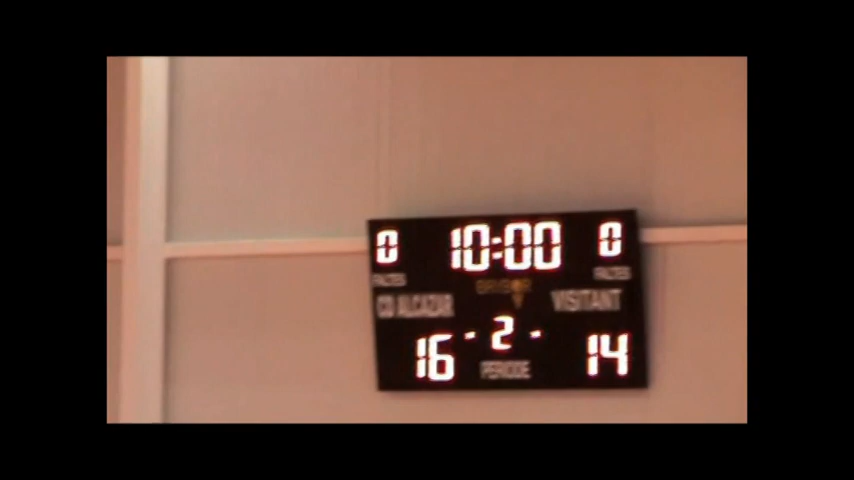 0 10:00 0
FALTES FALTES
CD ALCAZAR VISITANT
16 - 2 - 14
PERIODE